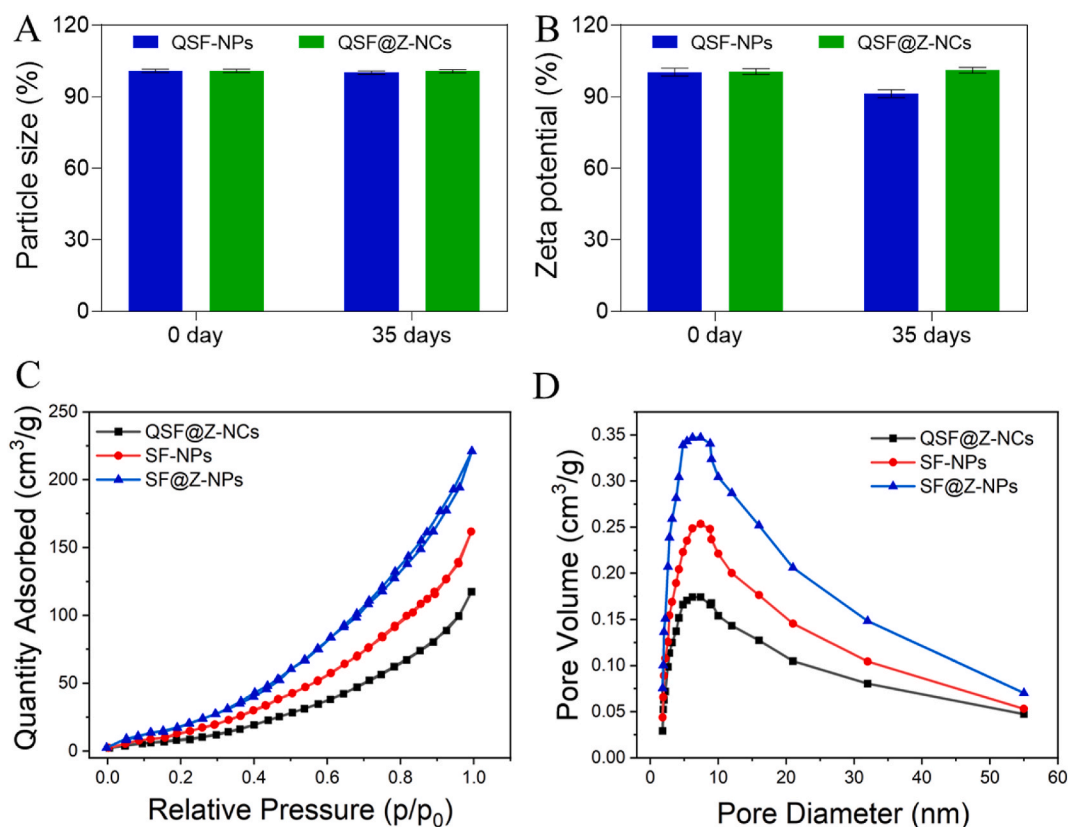 A
QSF-NPs
QSF@Z-NCs
Particle size (%)
120
90
60
30
0
0 day
35 days
B
QSF-NPs
QSF@Z-NCs
Zeta potential (%)
120
90
60
30
0
0 day
35 days
C
QSF@Z-NCs
SF-NPs
SF@Z-NPs
Quantity Adsorbed (cm³/g)
250
200
150
100
50
0
0.0 0.2 0.4 0.6 0.8 1.0
Relative Pressure (p/p₀)
D
QSF@Z-NCs
SF-NPs
SF@Z-NPs
Pore Volume (cm³/g)
0.35
0.30
0.25
0.20
0.15
0.10
0.05
0.00
0 10 20 30 40 50 60
Pore Diameter (nm)